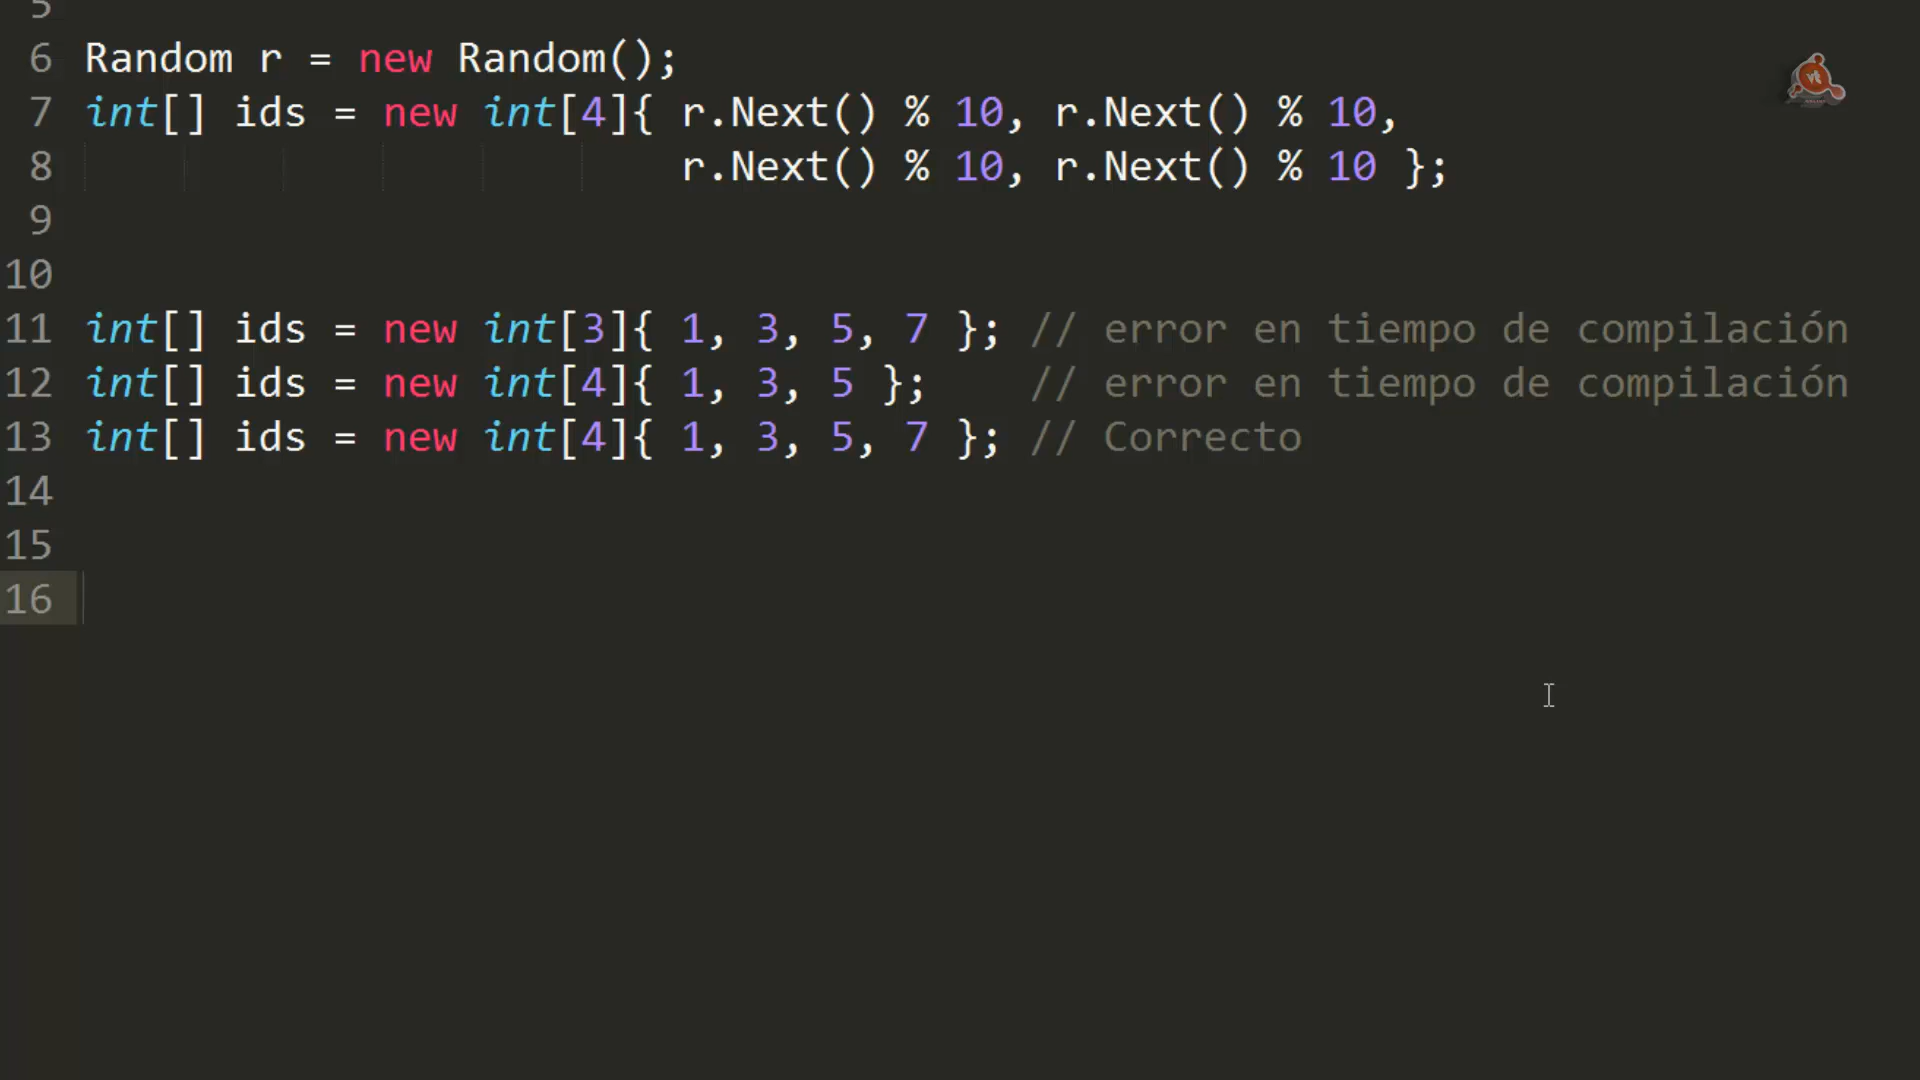 5
6 Random r = new Random();
7 int[] ids = new int[4]{ r.Next() % 10, r.Next() % 10,
8 r.Next() % 10, r.Next() % 10 };
9
10
11 int[] ids = new int[3]{ 1, 3, 5, 7 }; // error en tiempo de compilación
12 int[] ids = new int[4]{ 1, 3, 5 }; // error en tiempo de compilación
13 int[] ids = new int[4]{ 1, 3, 5, 7 }; // Correcto
14
15
16
vt